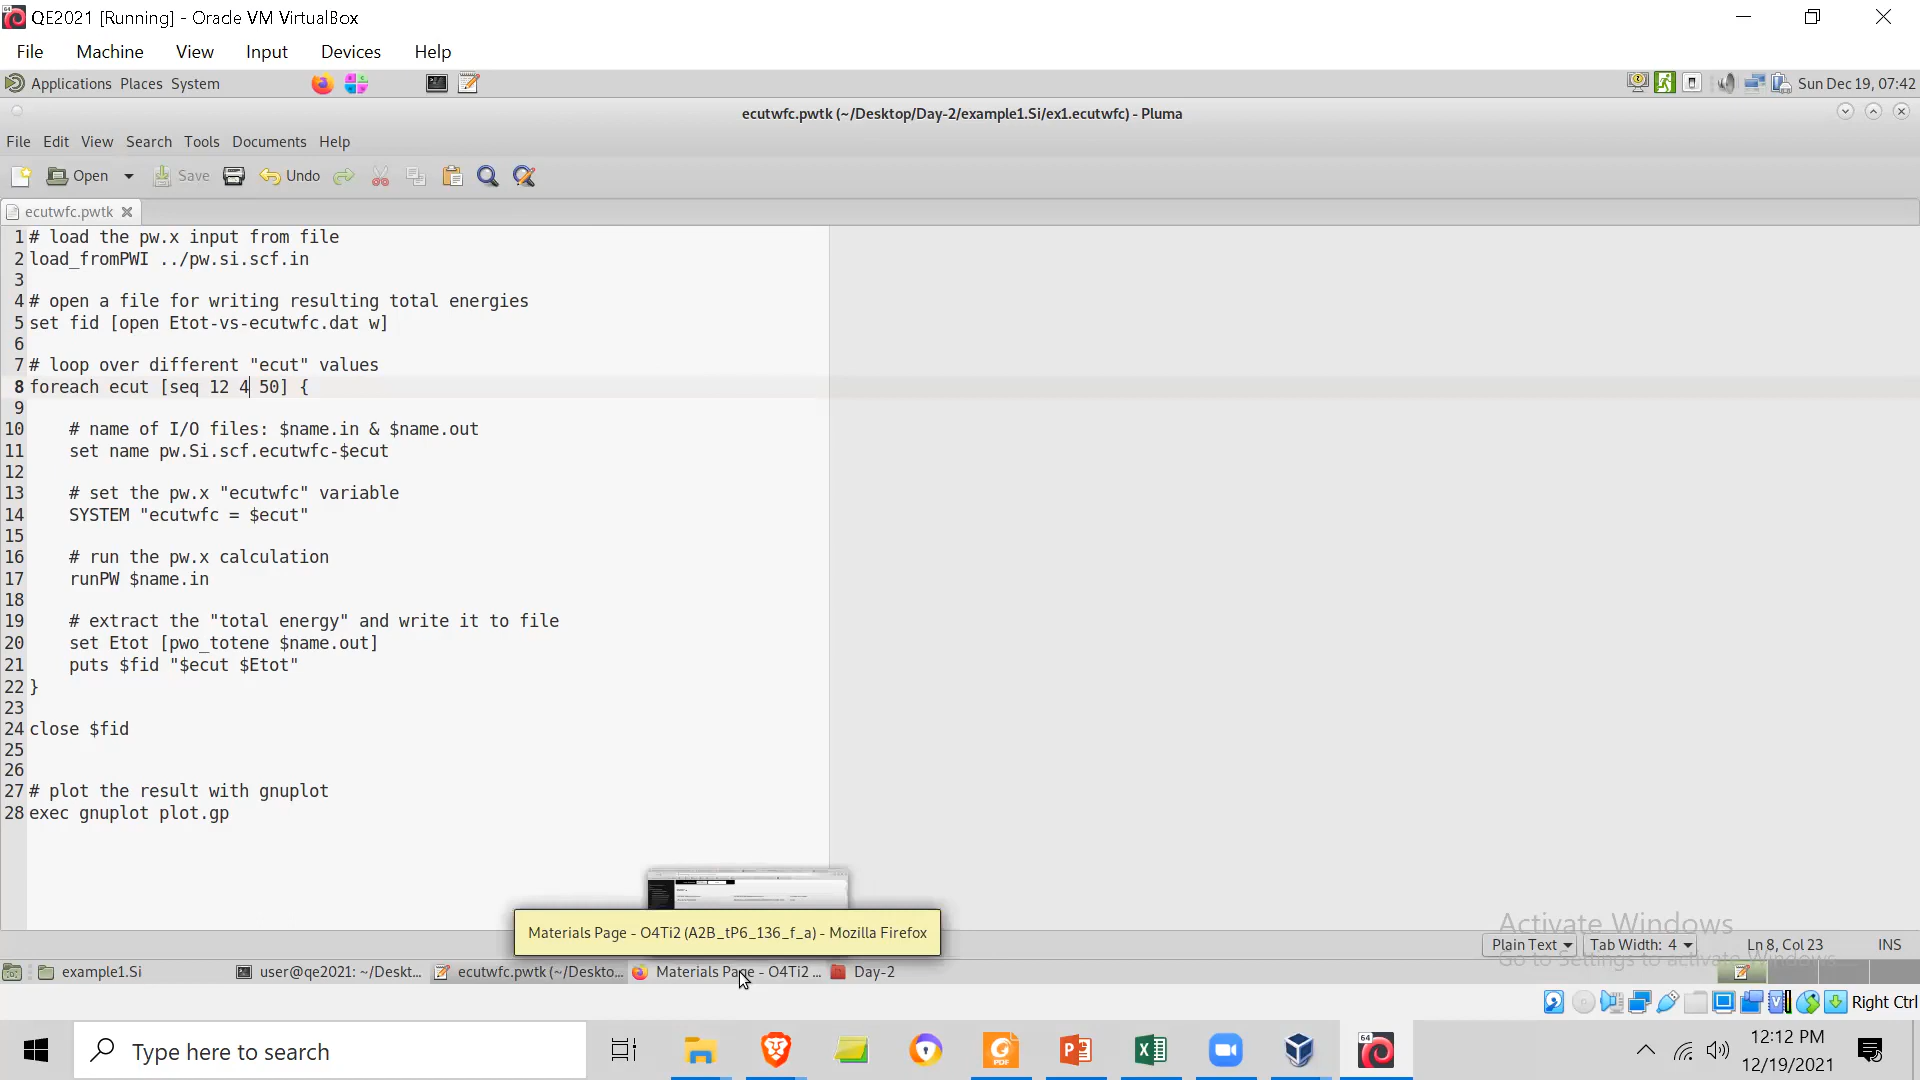 QE2021 [Running] - Oracle VM VirtualBox
File Machine View Input Devices Help
Applications Places System
Sun Dec 19, 07:42
ecutwfc.pwtk (~/Desktop/Day-2/example1.Si/ex1.ecutwfc) - Pluma
File Edit View Search Tools Documents Help
Open Save Undo
ecutwfc.pwtk
1 # load the pw.x input from file
2 load_fromPWI ../pw.si.scf.in
3
4 # open a file for writing resulting total energies
5 set fid [open Etot-vs-ecutwfc.dat w]
6
7 # loop over different "ecut" values
8 foreach ecut [seq 12 4 50] {
9
10 # name of I/O files: $name.in & $name.out
11 set name pw.Si.scf.ecutwfc-$ecut
12
13 # set the pw.x "ecutwfc" variable
14 SYSTEM "ecutwfc = $ecut"
15
16 # run the pw.x calculation
17 runPW $name.in
18
19 # extract the "total energy" and write it to file
20 set Etot [pwo_totene $name.out]
21 puts $fid "$ecut $Etot"
22 }
23
24 close $fid
25
26
27 # plot the result with gnuplot
28 exec gnuplot plot.gp
Activate Windows
Go to Settings to activate Windows.
Materials Page - O4Ti2 (A2B_tP6_136_f_a) - Mozilla Firefox
Plain Text Tab Width: 4 Ln 8, Col 23 INS
example1.Si user@qe2021: ~/Deskt... ecutwfc.pwtk (~/Deskto... Materials Page - O4Ti2 ... Day-2
Right Ctrl
Type here to search
64
12:12 PM
12/19/2021